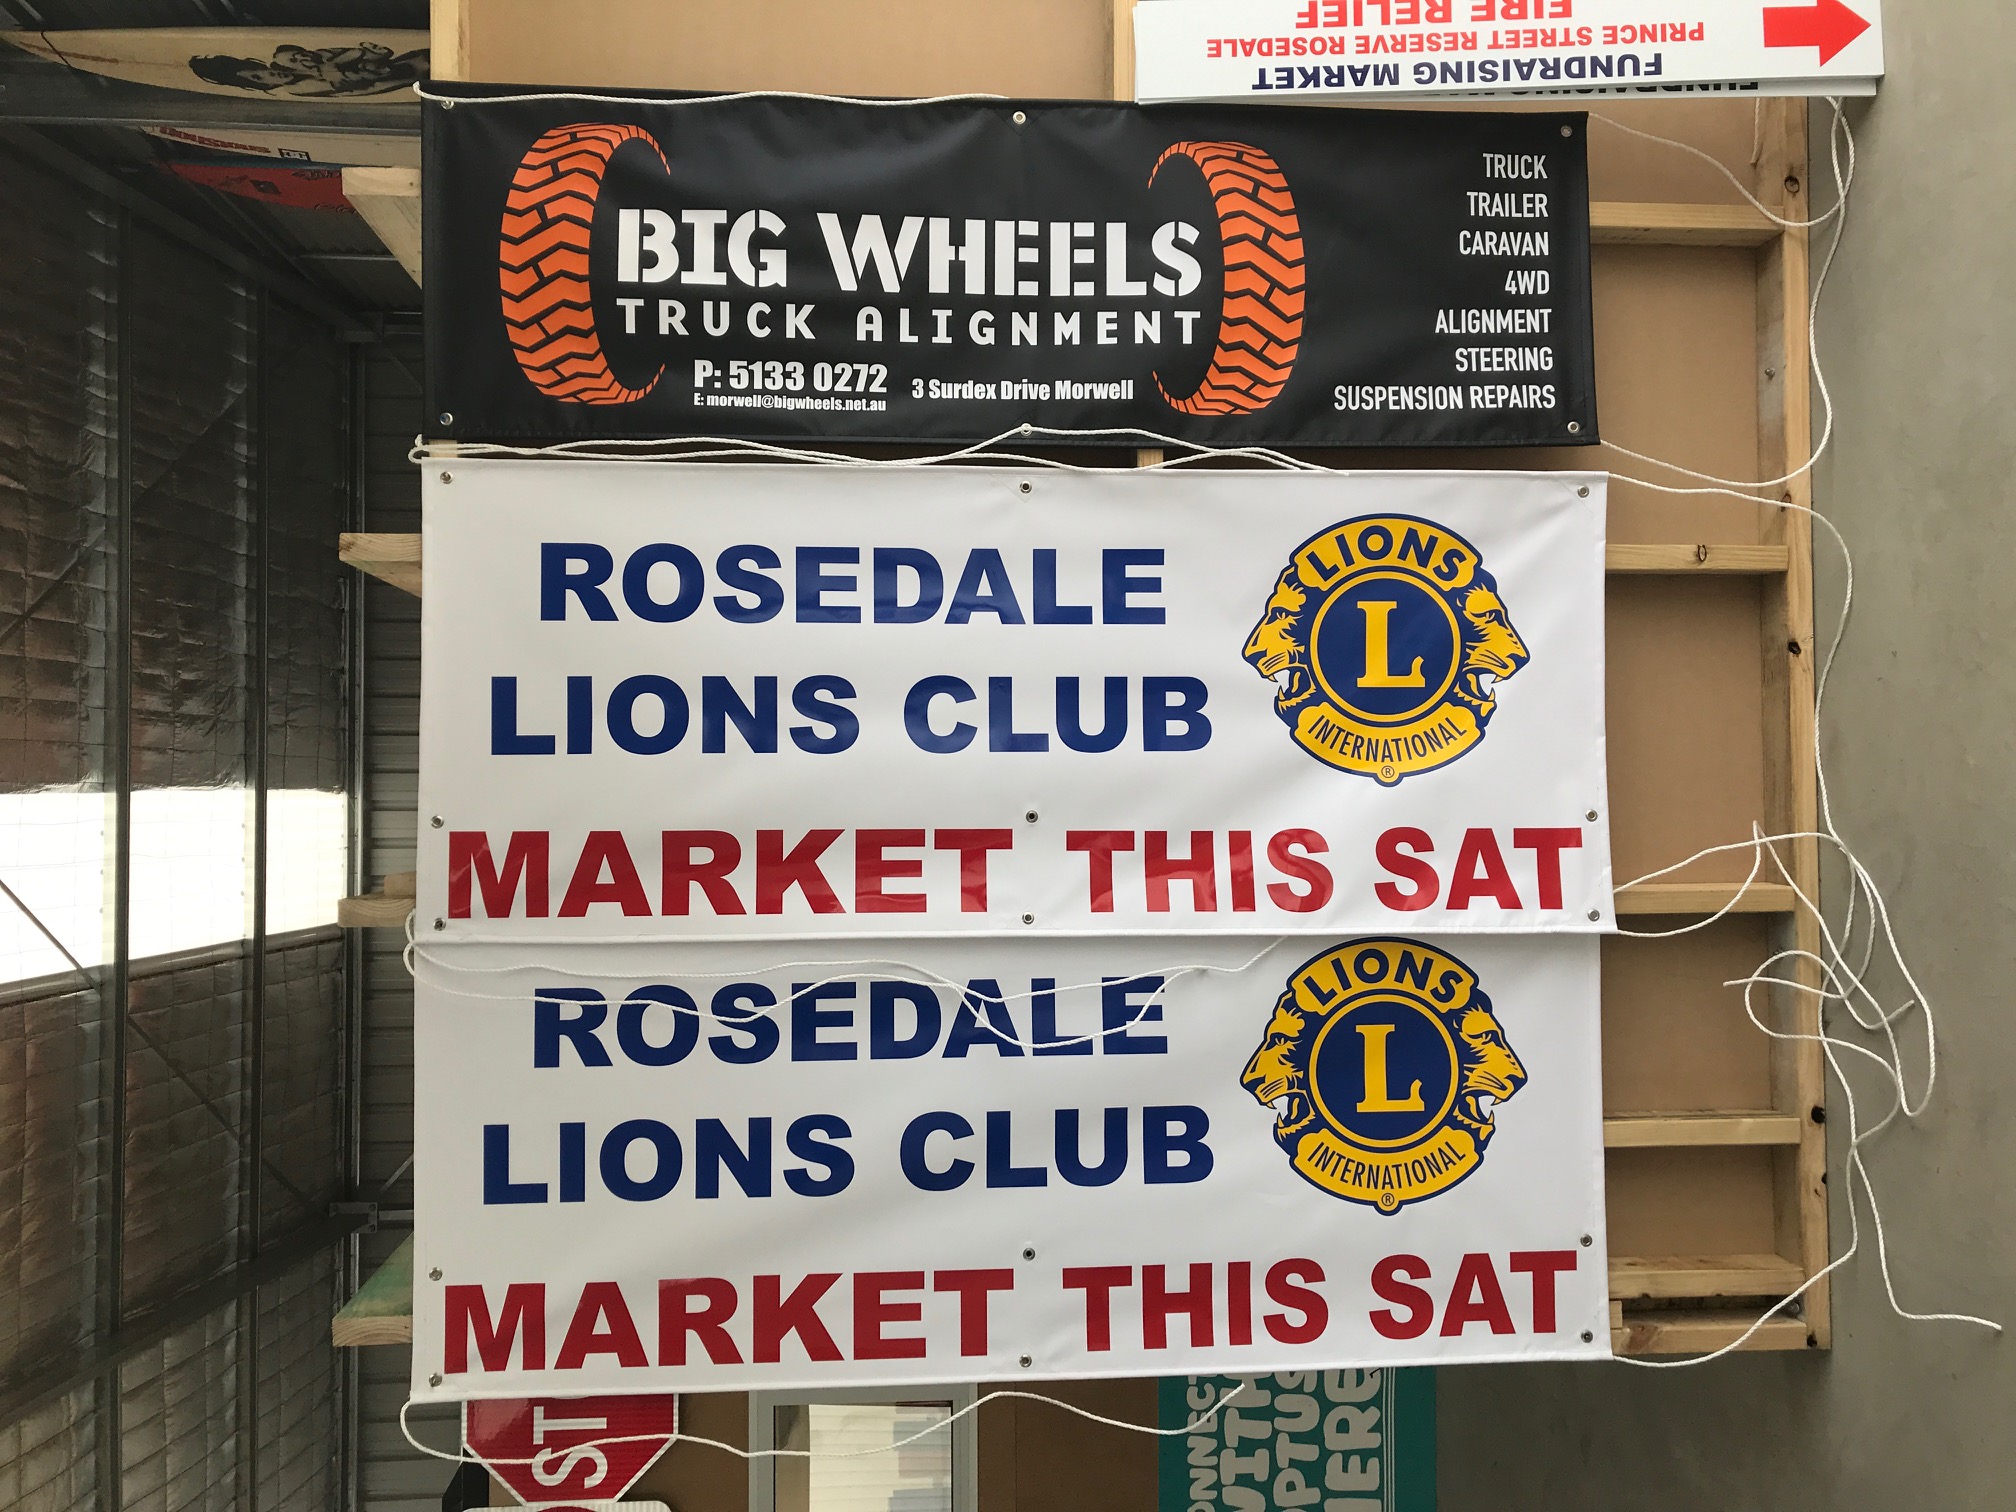 FIRE RELIEF
PRINCE STREET RESERVE ROSEDALE
FUNDRAISING MARKET
BIG WHEELS
TRUCK ALIGNMENT
P: 5133 0272
E: morwell@bigwheels.net.au
3 Surdex Drive Morwell
TRUCK
TRAILER
CARAVAN
4WD
ALIGNMENT
STEERING
SUSPENSION REPAIRS
ROSEDALE
LIONS CLUB
MARKET THIS SAT
LIONS
L
INTERNATIONAL
®
ROSEDALE
LIONS CLUB
MARKET THIS SAT
LIONS
L
INTERNATIONAL
®
ST